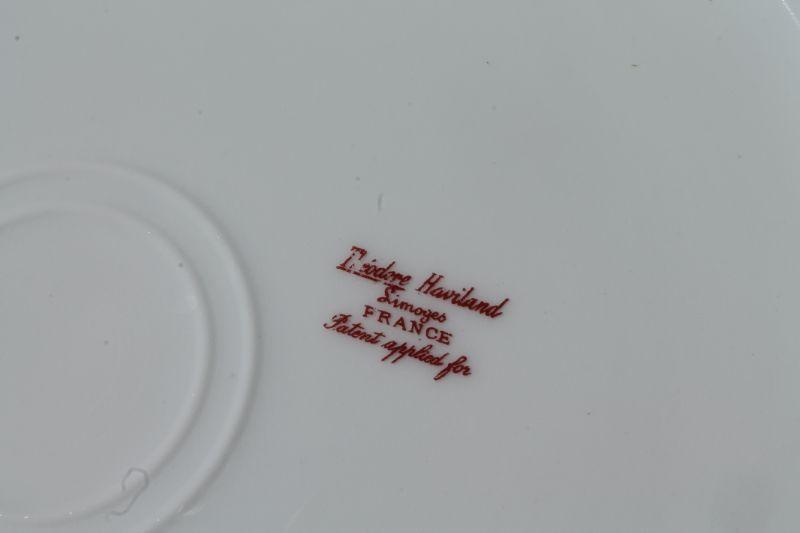 Théodore Haviland
Limoges
FRANCE
Patent applied for